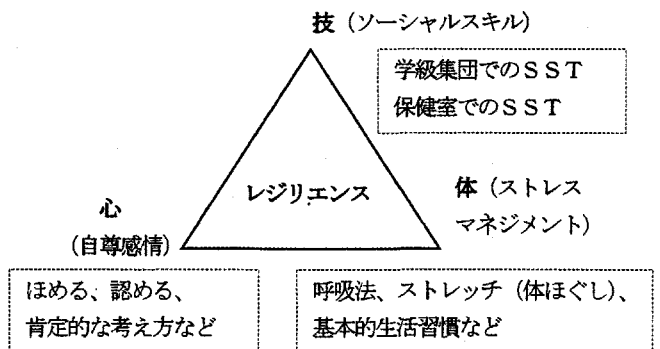 技（ソーシャルスキル）
学級集団でのＳＳＴ
保健室でのＳＳＴ
レジリエンス
体（ストレス
マネジメント）
心
（自尊感情）
ほめる、認める、
肯定的な考え方など
呼吸法、ストレッチ（体ほぐし）、
基本的生活習慣など